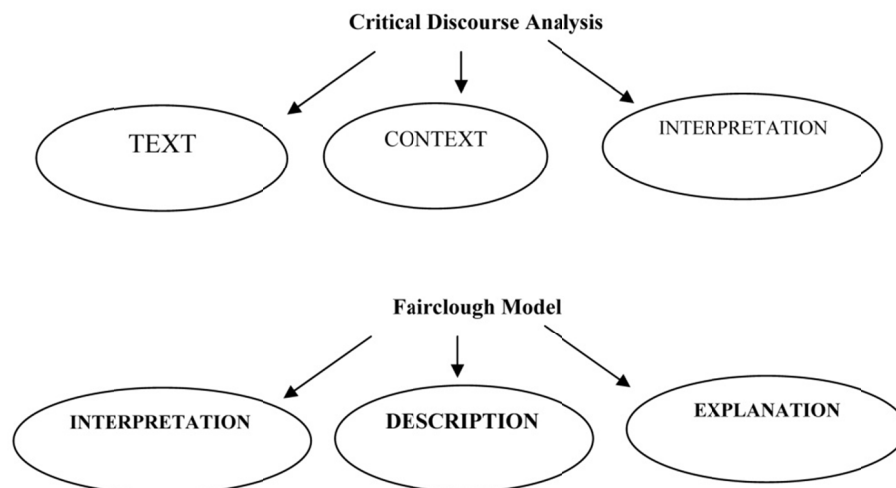 Critical Discourse Analysis
TEXT
CONTEXT
INTERPRETATION
Fairclough Model
INTERPRETATION
DESCRIPTION
EXPLANATION